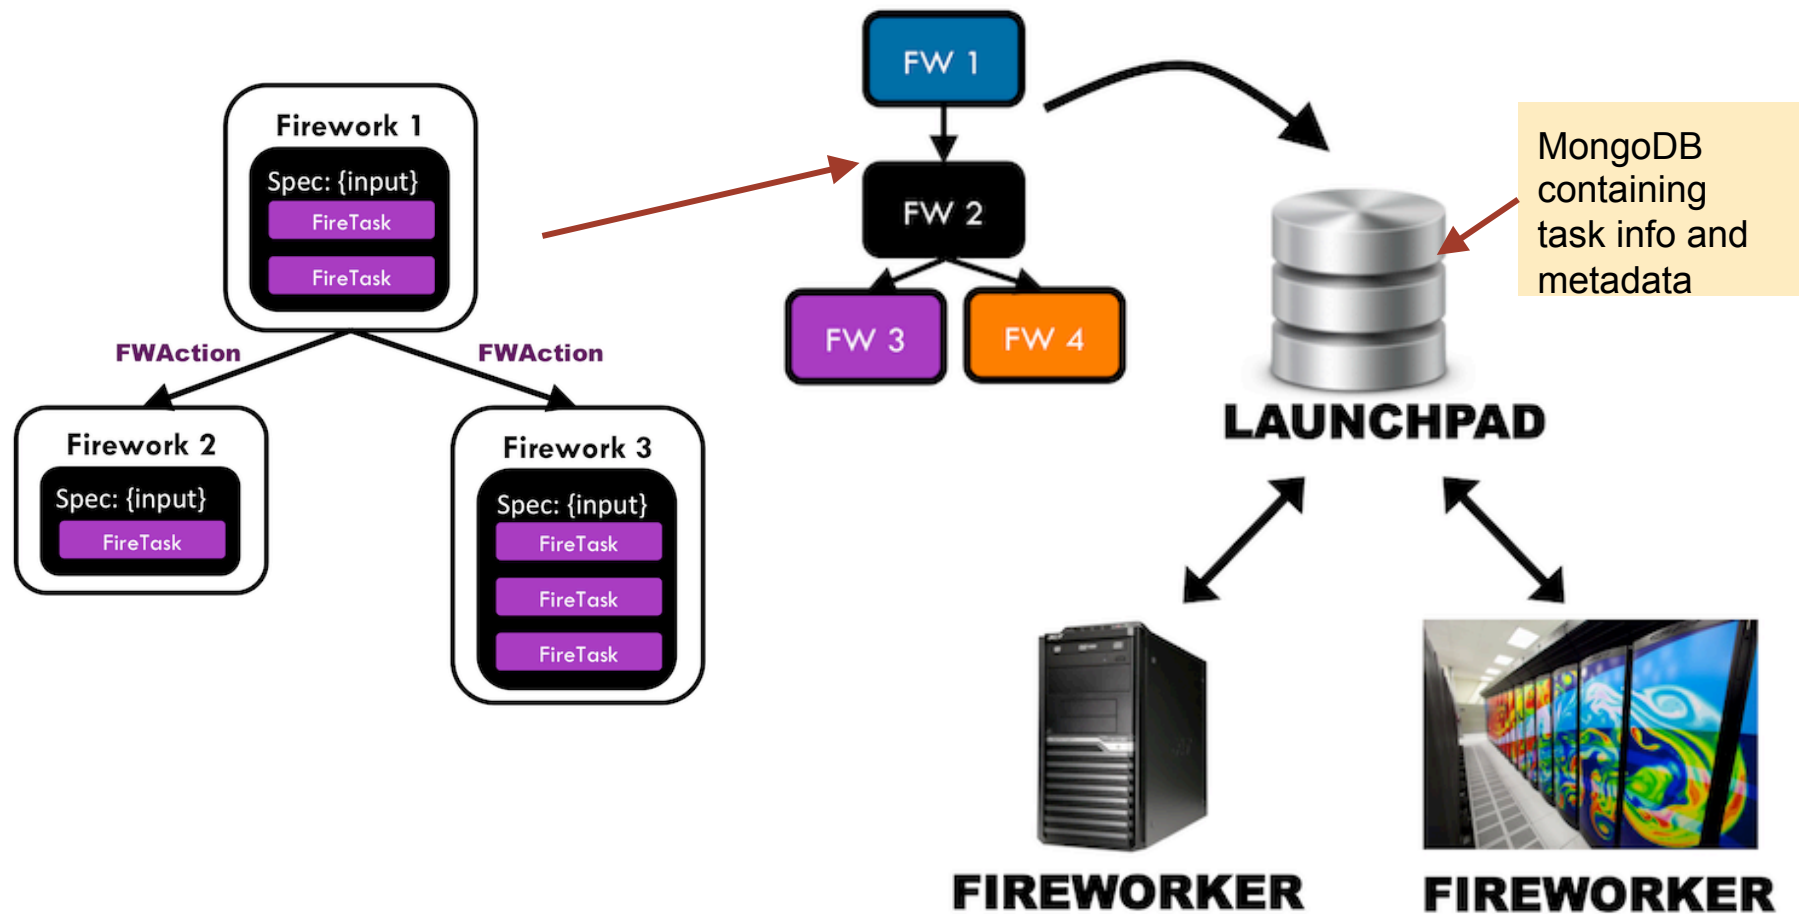 Firework 1
Spec: {input}
FireTask
FireTask
FWAction
FWAction
Firework 2
Spec: {input}
FireTask
Firework 3
Spec: {input}
FireTask
FireTask
FireTask
FW 1
FW 2
FW 3
FW 4
MongoDB
containing
task info and
metadata
LAUNCHPAD
FIREWORKER
FIREWORKER